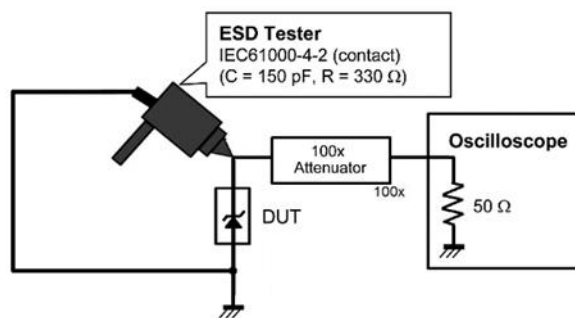 ESD Tester
IEC61000-4-2 (contact)
(C = 150 pF, R = 330 Ω)
100x
Attenuator
100x
Oscilloscope
50 Ω
DUT